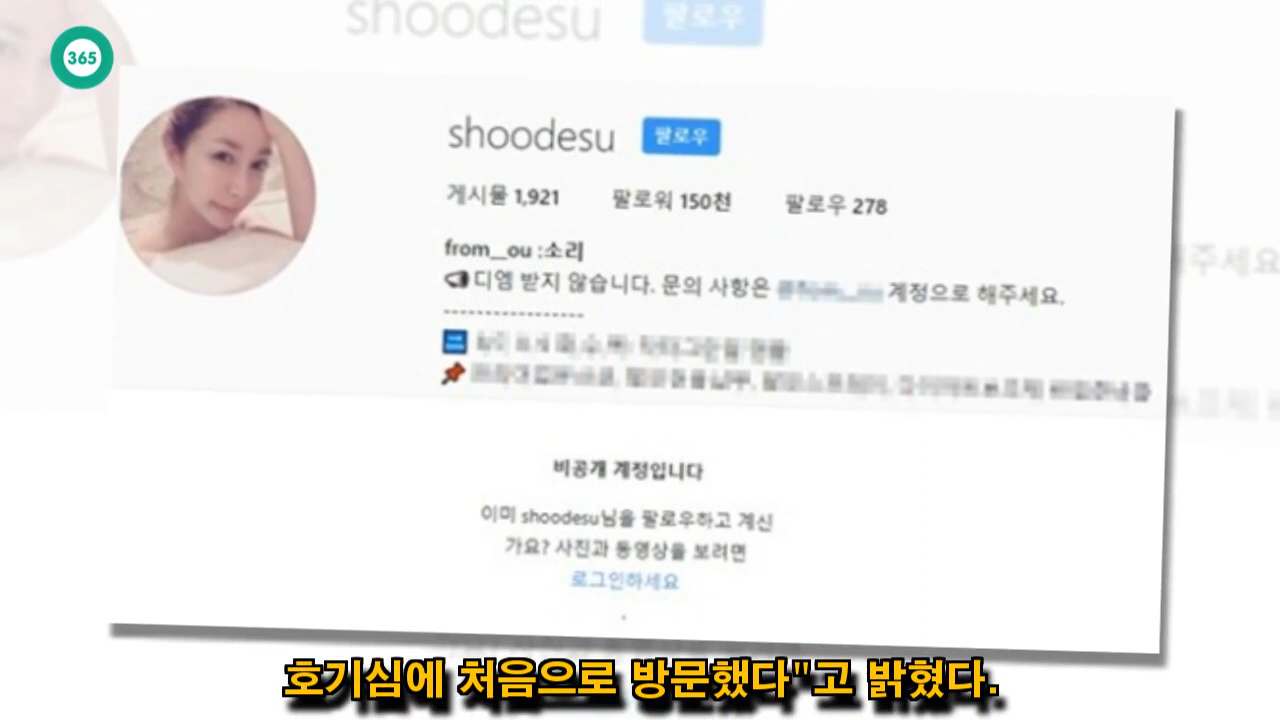 shoodesu 팔로우
365
shoodesu 팔로우
게시물 1,921 팔로워 150천 팔로우 278
from__ou :소리
디엠 받지 않습니다. 문의 사항은 계정으로 해주세요.
----------------
비공개 계정입니다
이미 shoodesu님을 팔로우하고 계신
가요? 사진과 동영상을 보려면
로그인하세요
호기심에 처음으로 방문했다"고 밝혔다.